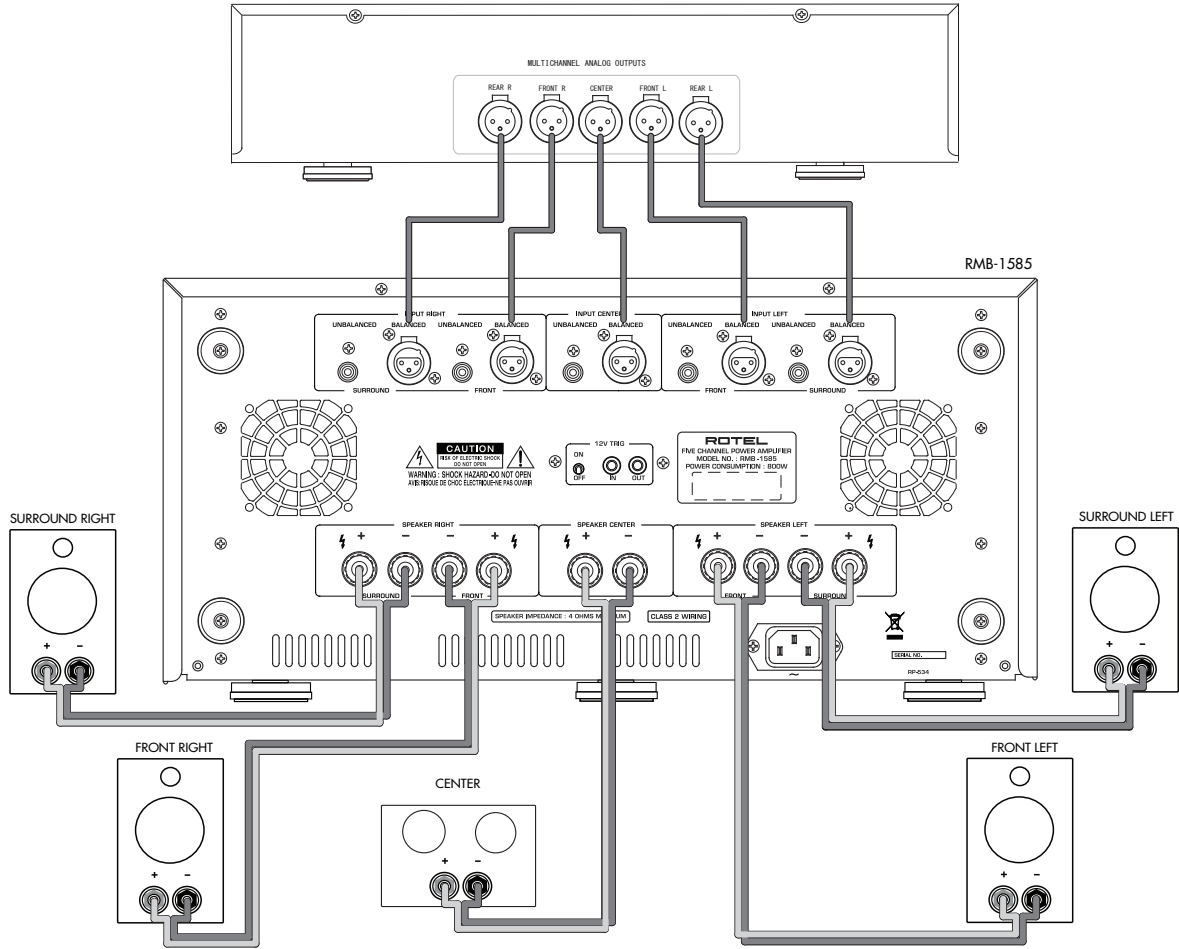 MULTICHANNEL ANALOG OUTPUTS
REAR R FRONT R CENTER FRONT L REAR L
RMB-1585
INPUT RIGHT INPUT CENTER INPUT LEFT
UNBALANCED BALANCED UNBALANCED BALANCED UNBALANCED BALANCED UNBALANCED BALANCED UNBALANCED BALANCED
SURROUND FRONT FRONT SURROUND
CAUTION
RISK OF ELECTRIC SHOCK
DO NOT OPEN
WARNING : SHOCK HAZARD-DO NOT OPEN
AVIS: RISQUE DE CHOC ÉLECTRIQUE-NE PAS OUVRIR
12V TRIG
ON
OFF IN OUT
ROTEL
FIVE CHANNEL POWER AMPLIFIER
MODEL NO. : RMB -1585
POWER CONSUMPTION : 800W
SURROUND RIGHT
SURROUND LEFT
SPEAKER RIGHT SPEAKER CENTER SPEAKER LEFT
+ − − + + − + − − +
SURROUND FRONT FRONT SURROUND
SPEAKER IMPEDANCE : 4 OHMS MINIMUM
CLASS 2 WIRING
SERIAL NO.
RP-534
+ −
+ −
~
FRONT RIGHT
+ −
CENTER
+ −
FRONT LEFT
+ −